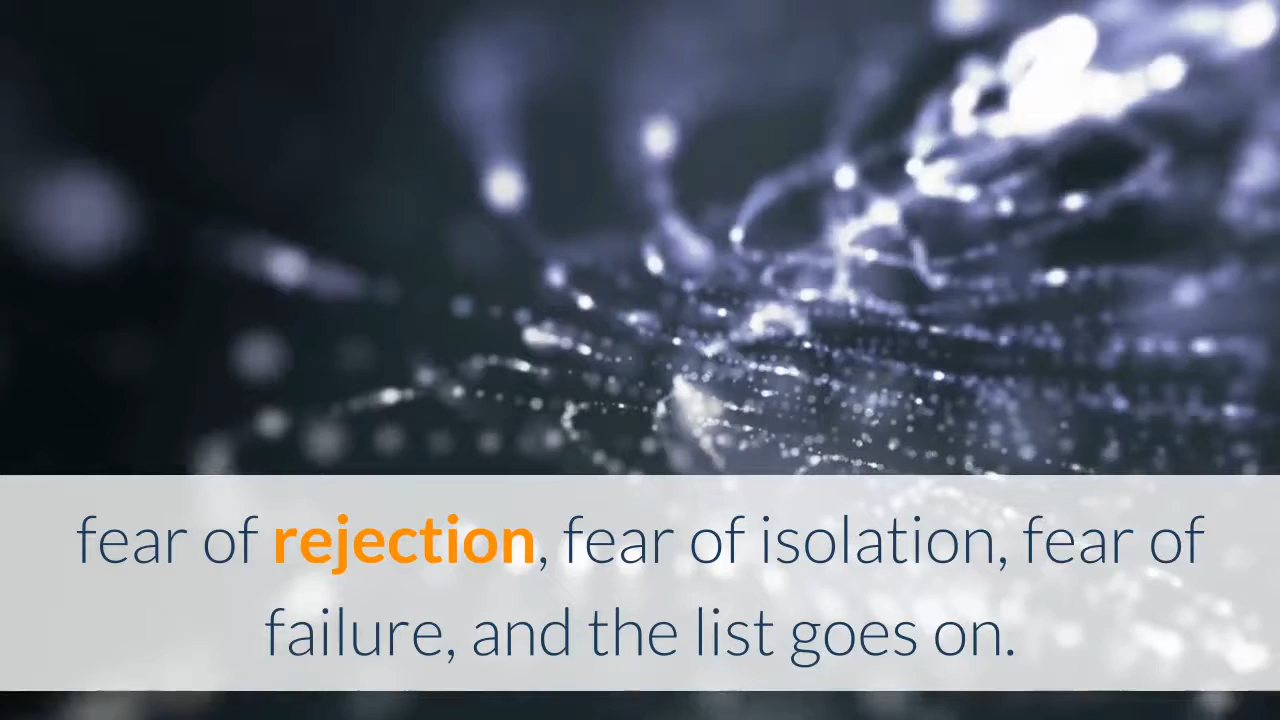 fear of rejection, fear of isolation, fear of
failure, and the list goes on.